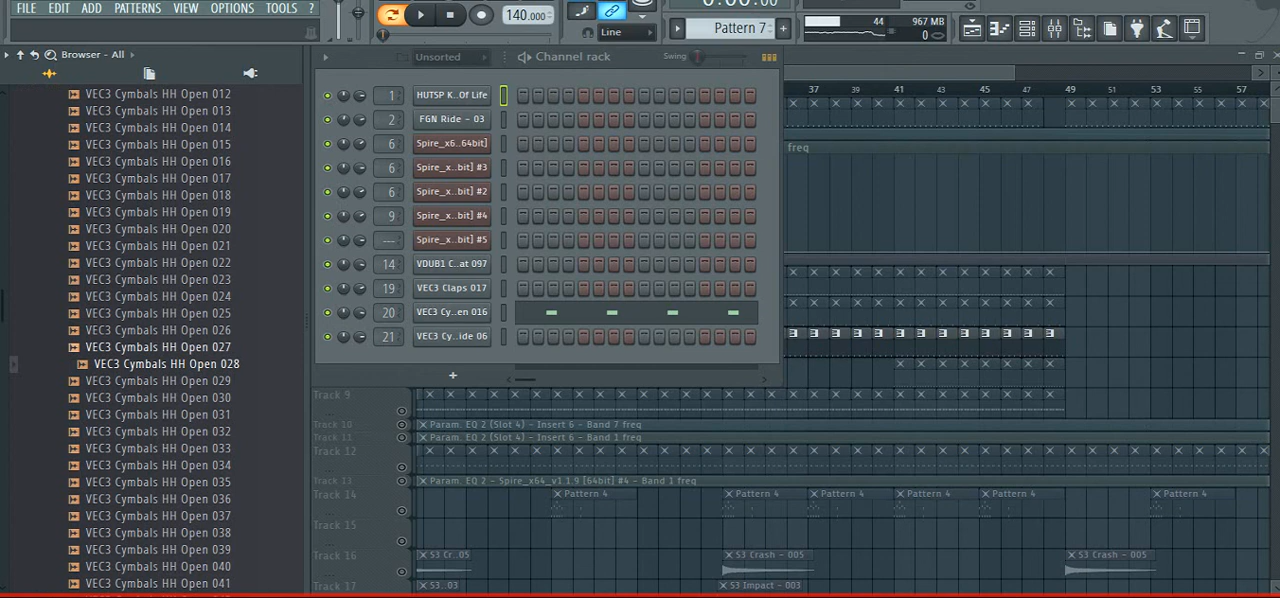 FILE EDIT ADD PATTERNS VIEW OPTIONS TOOLS ?
140.000
Line
Pattern 7
44
967 MB
0
Browser - All
Unsorted
Channel rack
Swing
VEC3 Cymbals HH Open 012
VEC3 Cymbals HH Open 013
VEC3 Cymbals HH Open 014
VEC3 Cymbals HH Open 015
VEC3 Cymbals HH Open 016
VEC3 Cymbals HH Open 017
VEC3 Cymbals HH Open 018
VEC3 Cymbals HH Open 019
VEC3 Cymbals HH Open 020
VEC3 Cymbals HH Open 021
VEC3 Cymbals HH Open 022
VEC3 Cymbals HH Open 023
VEC3 Cymbals HH Open 024
VEC3 Cymbals HH Open 025
VEC3 Cymbals HH Open 026
VEC3 Cymbals HH Open 027
VEC3 Cymbals HH Open 028
VEC3 Cymbals HH Open 029
VEC3 Cymbals HH Open 030
VEC3 Cymbals HH Open 031
VEC3 Cymbals HH Open 032
VEC3 Cymbals HH Open 033
VEC3 Cymbals HH Open 034
VEC3 Cymbals HH Open 035
VEC3 Cymbals HH Open 036
VEC3 Cymbals HH Open 037
VEC3 Cymbals HH Open 038
VEC3 Cymbals HH Open 039
VEC3 Cymbals HH Open 040
VEC3 Cymbals HH Open 041
1 HUTSP K..Of Life
2 FGN Ride - 03
6 Spire_x6..64bit]
6 Spire_x..bit] #3
6 Spire_x..bit] #2
9 Spire_x..bit] #4
--- Spire_x..bit] #5
14 VDUB1 C..at 097
19 VEC3 Claps 017
20 VEC3 Cy..en 016
21 VEC3 Cy..ide 06
37 39 41 43 45 47 49 51 53 55 57
freq
Track 9
Track 10 Param. EQ 2 (Slot 4) - Insert 6 - Band 7 freq
Track 11 Param. EQ 2 (Slot 4) - Insert 6 - Band 1 freq
Track 12
Track 13 Param. EQ 2 - Spire_x64_v1.1.9 [64bit] #4 - Band 1 freq
Track 14 Pattern 4 Pattern 4 Pattern 4 Pattern 4 Pattern 4 Pattern 4
Track 15
Track 16 S3 Cr..05 S3 Crash - 005 S3 Crash - 005
Track 17 S3..03 S3 Impact - 003